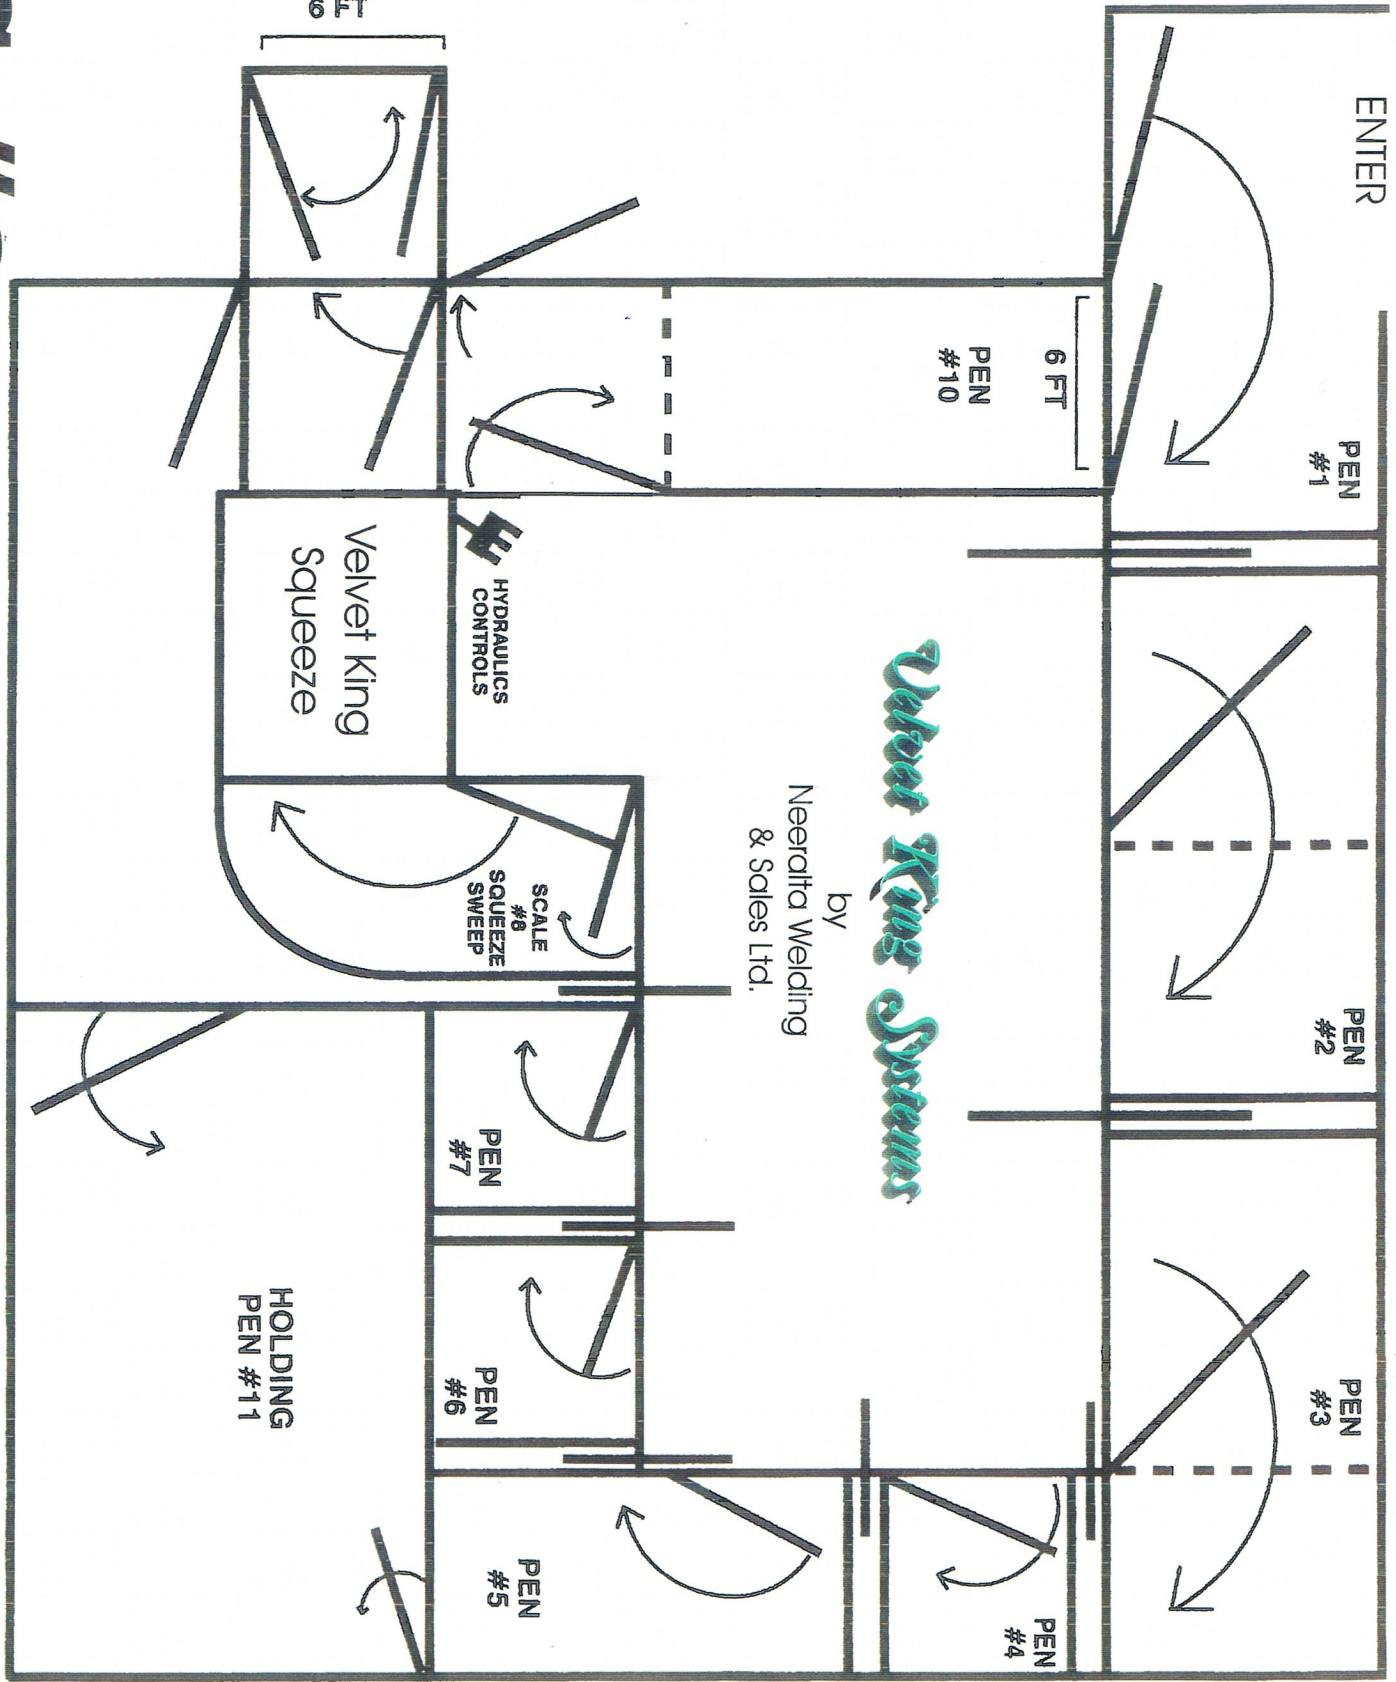 ENTER
PEN
#1
PEN
#2
PEN
#3
6 FT
PEN
#10
PEN
#4
Velvet King Systems
by
Neeralta Welding
& Sales Ltd.
PEN
#5
HYDRAULICS
CONTROLS
SCALE
#8
SQUEEZE
SWEEP
PEN
#7
PEN
#6
6 FT
Velvet King
Squeeze
HOLDING
PEN #11